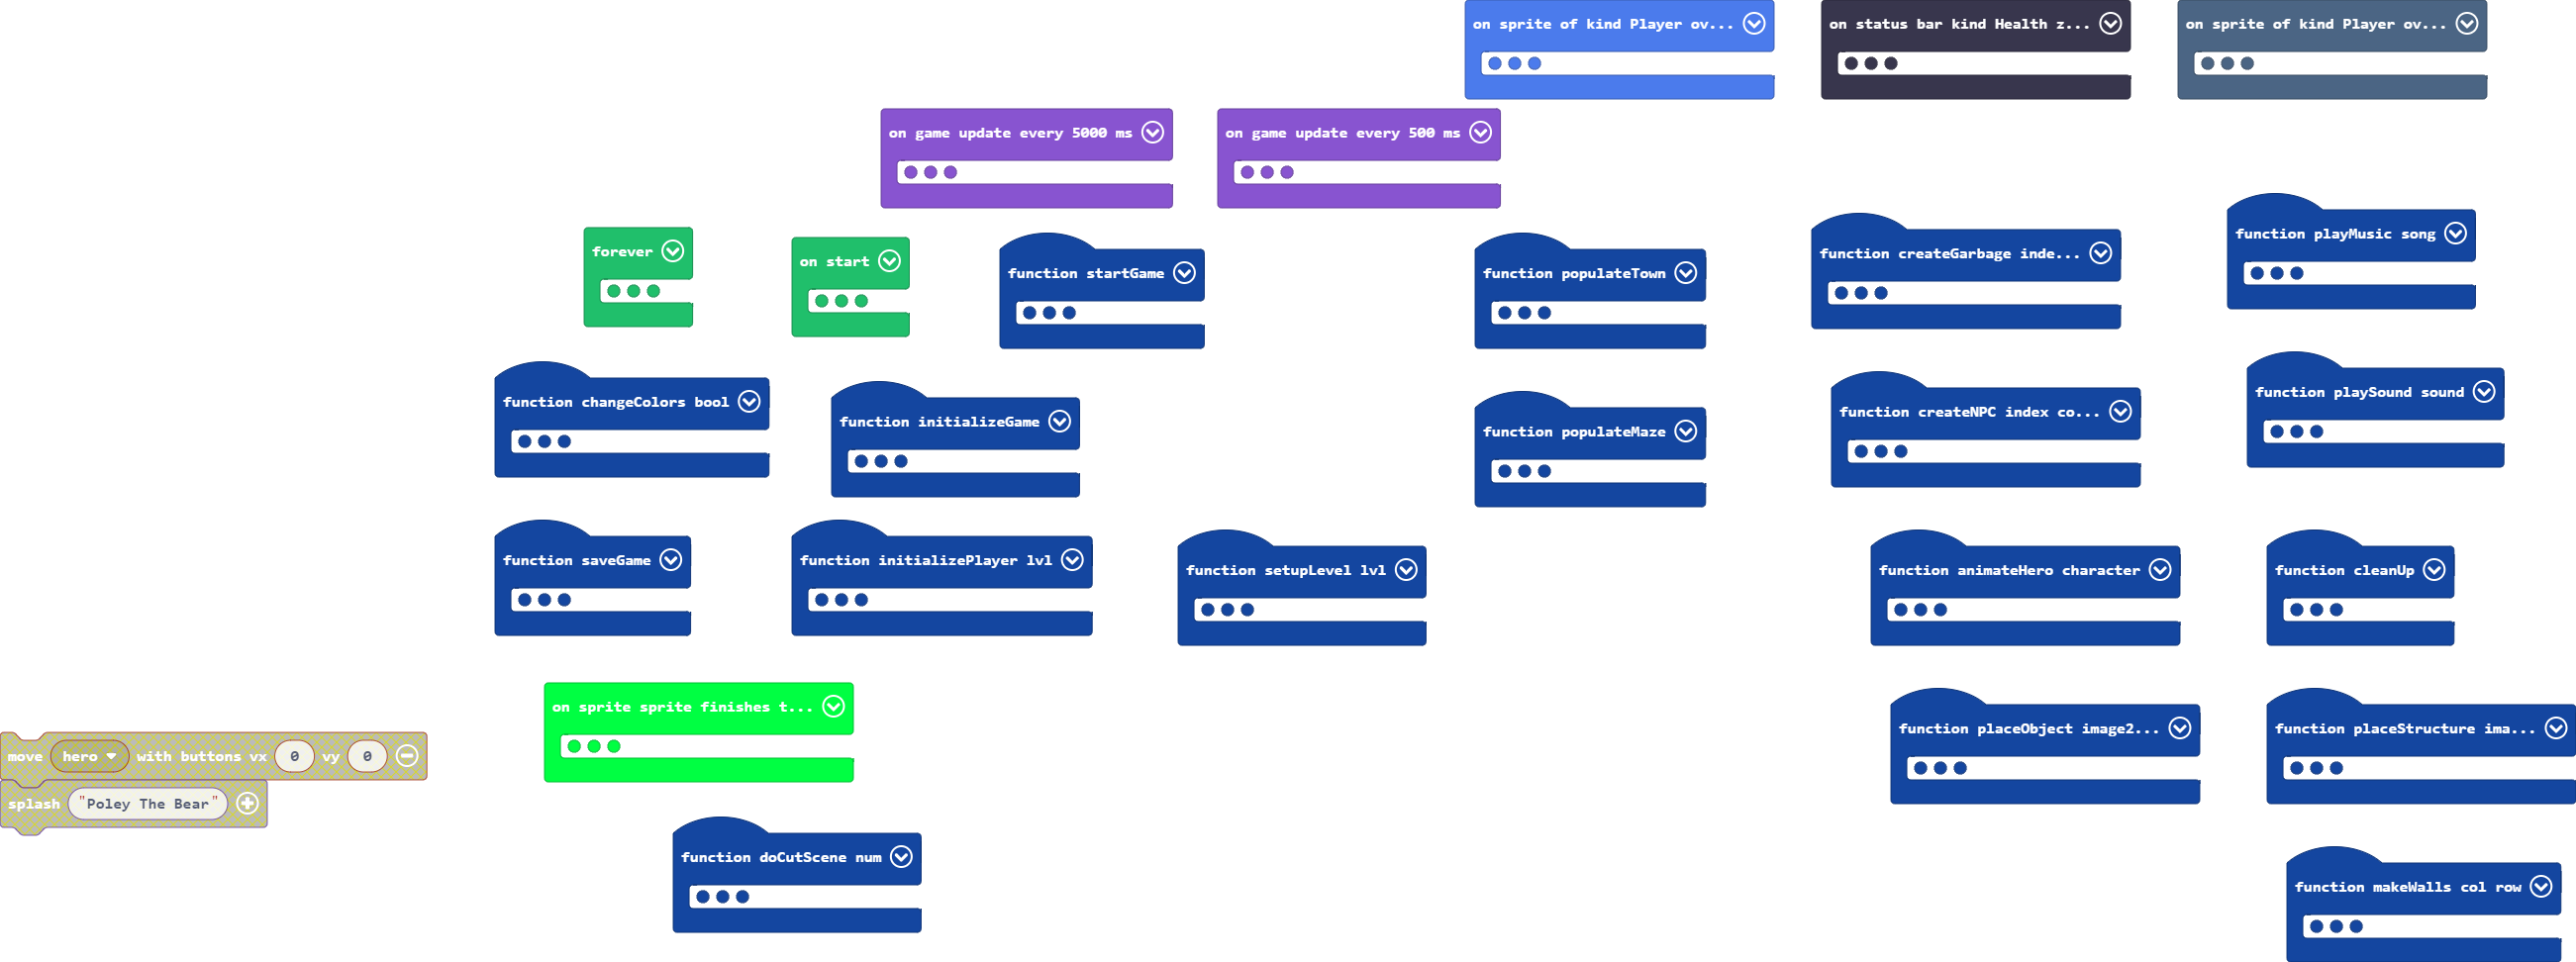 on sprite of kind Player ov...
on status bar kind Health z...
on sprite of kind Player ov...
on game update every 5000 ms
on game update every 500 ms
forever
on start
function startGame
function populateTown
function createGarbage inde...
function playMusic song
function changeColors bool
function initializeGame
function populateMaze
function createNPC index co...
function playSound sound
function saveGame
function initializePlayer lvl
function setupLevel lvl
function animateHero character
function cleanUp
on sprite sprite finishes t...
function placeObject image2...
function placeStructure ima...
move hero with buttons vx 0 vy 0
splash "Poley The Bear"
function doCutScene num
function makeWalls col row